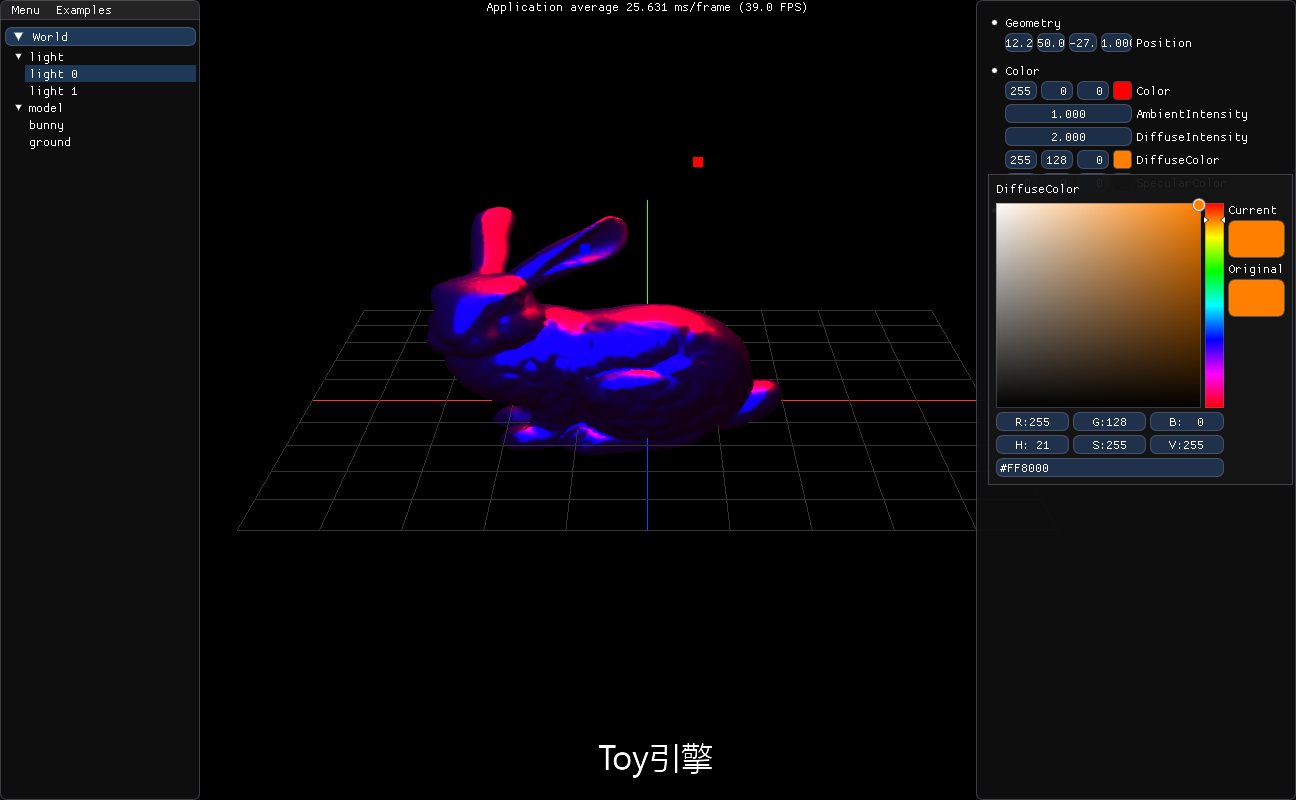 Menu Examples
Application average 25.631 ms/frame (39.0 FPS)
World
light
light 0
light 1
model
bunny
ground
Geometry
12.2 50.0 -27. 1.00 Position
Color
255 0 0 Color
1.000 AmbientIntensity
2.000 DiffuseIntensity
255 128 0 DiffuseColor
0 SpecularColor
DiffuseColor
Current
Original
R:255 G:128 B: 0
H: 21 S:255 V:255
#FF8000
Toy引擎